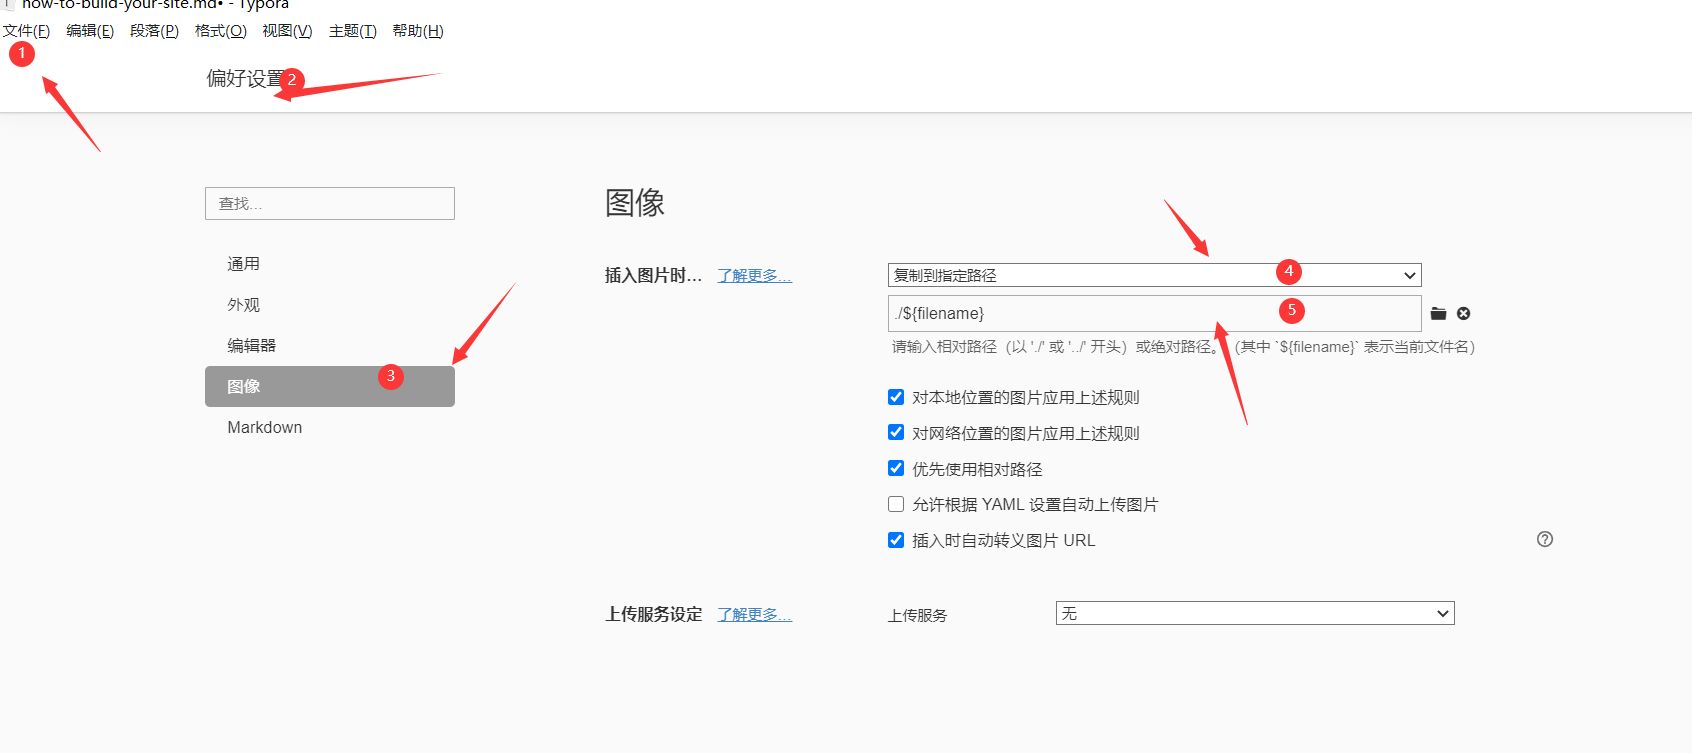 how-to-build-your-site.md• - Typora
文件(F) 编辑(E) 段落(P) 格式(O) 视图(V) 主题(T) 帮助(H)
1
偏好设置 2
查找...
通用
外观
编辑器
图像 3
Markdown
图像
插入图片时... 了解更多...
复制到指定路径 4
./${filename} 5
请输入相对路径（以 './' 或 '../' 开头）或绝对路径。（其中 `${filename}` 表示当前文件名）
对本地位置的图片应用上述规则
对网络位置的图片应用上述规则
优先使用相对路径
允许根据 YAML 设置自动上传图片
插入时自动转义图片 URL
上传服务设定 了解更多...
上传服务 无